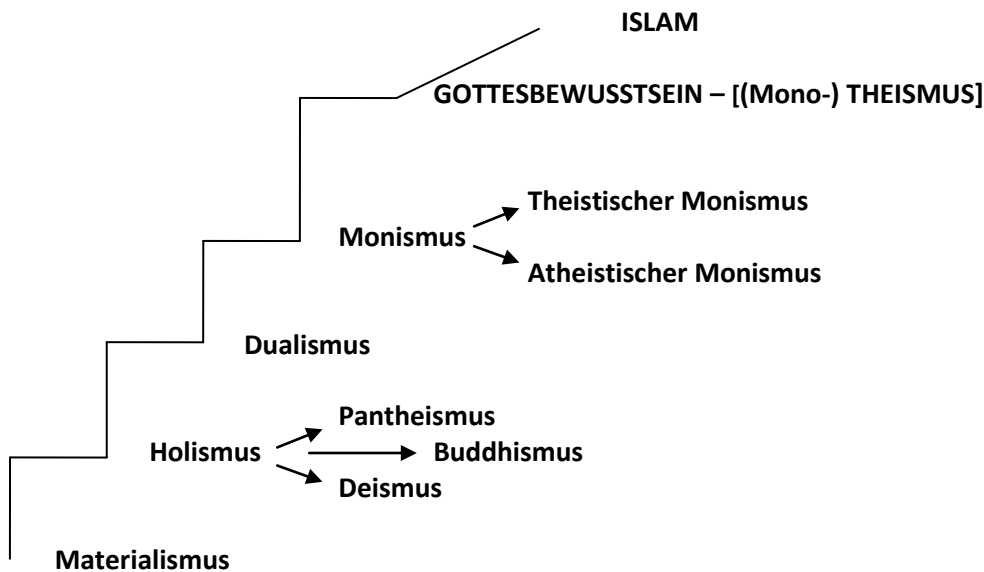 ISLAM
GOTTESBEWUSSTSEIN – [(Mono-) THEISMUS]
Theistischer Monismus
Monismus
Atheistischer Monismus
Dualismus
Pantheismus
Holismus
Buddhismus
Deismus
Materialismus